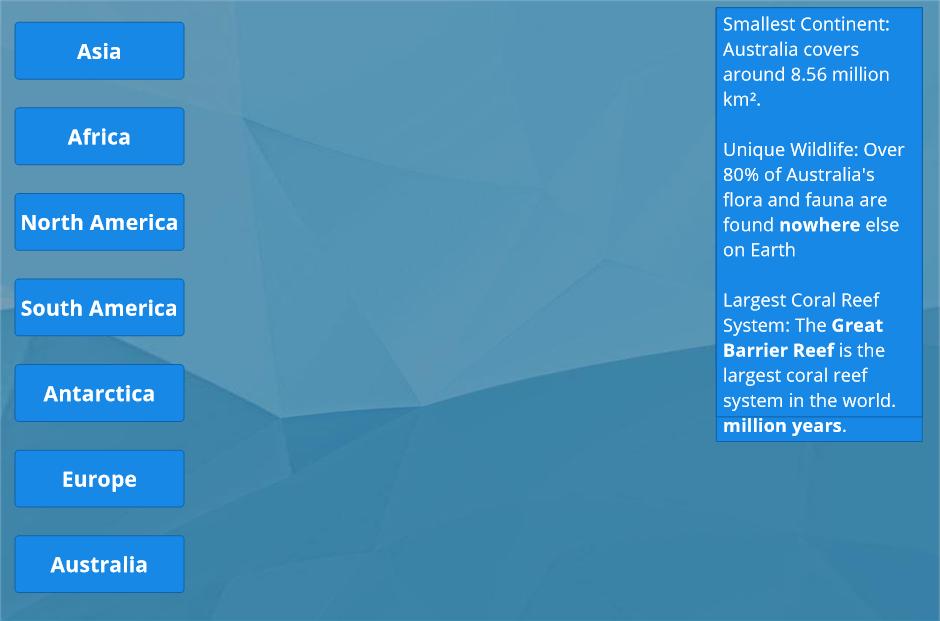 Asia
Africa
North America
South America
Antarctica
Europe
Australia
Smallest Continent:
Australia covers
around 8.56 million
km².
Unique Wildlife: Over
80% of Australia's
flora and fauna are
found nowhere else
on Earth
Largest Coral Reef
System: The Great
Barrier Reef is the
largest coral reef
system in the world.
million years.